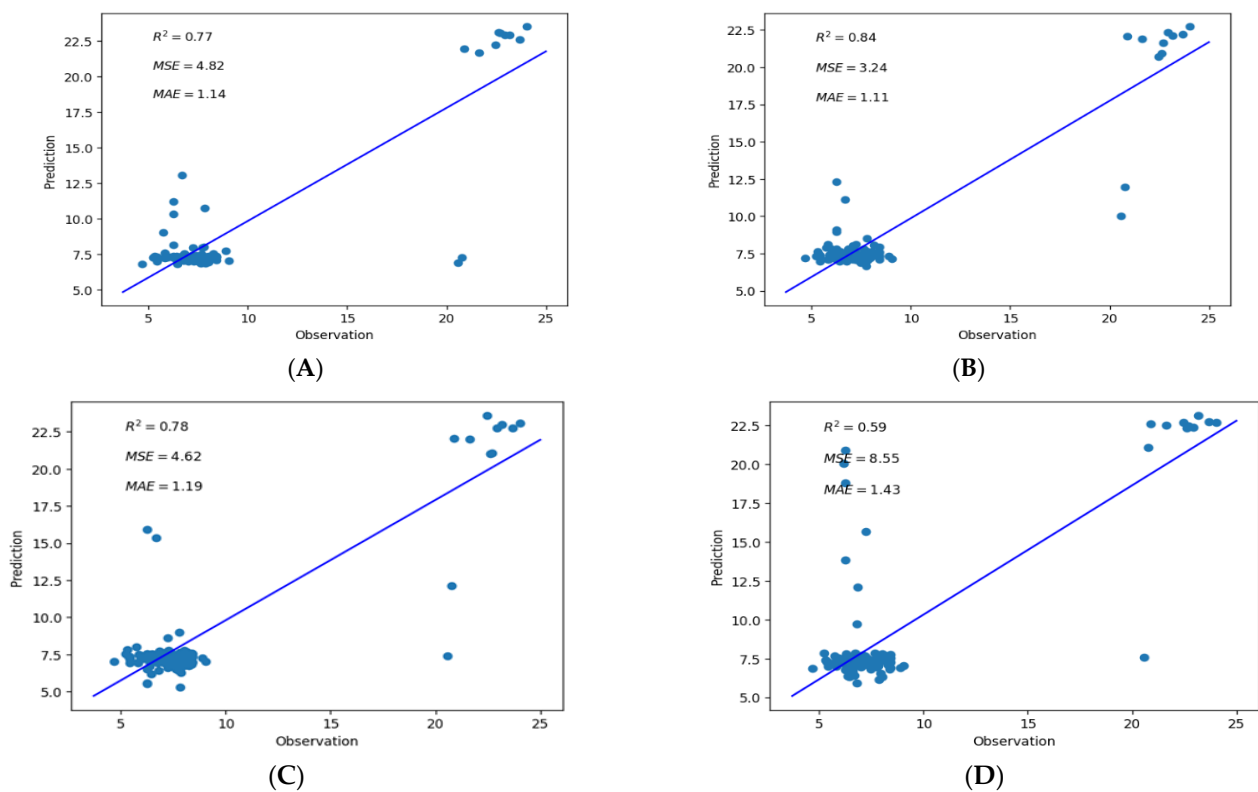 22.5
20.0
17.5
15.0
12.5
10.0
7.5
5.0
Prediction
R² = 0.77
MSE = 4.82
MAE = 1.14
5 10 15 20 25
Observation
(A)
22.5
20.0
17.5
15.0
12.5
10.0
7.5
5.0
Prediction
R² = 0.84
MSE = 3.24
MAE = 1.11
5 10 15 20 25
Observation
(B)
22.5
20.0
17.5
15.0
12.5
10.0
7.5
5.0
Prediction
R² = 0.78
MSE = 4.62
MAE = 1.19
5 10 15 20 25
Observation
(C)
22.5
20.0
17.5
15.0
12.5
10.0
7.5
5.0
Prediction
R² = 0.59
MSE = 8.55
MAE = 1.43
5 10 15 20 25
Observation
(D)